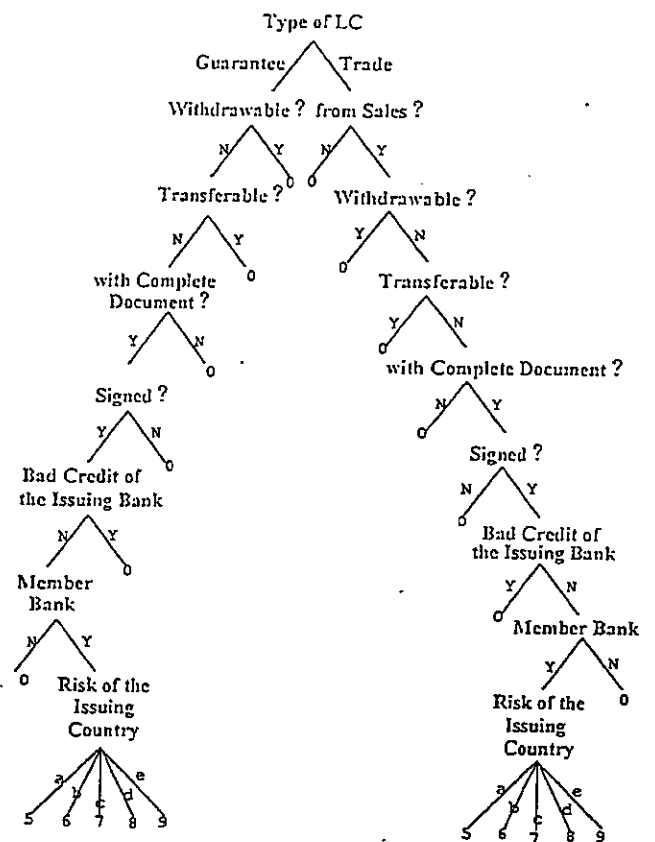 Type of LC
Guarantee Trade
Withdrawable ? from Sales ?
N Y N Y
0 0
Transferable ? Withdrawable ?
N Y Y N
0 0
with Complete
Document ? Transferable ?
Y N Y N
0 0
with Complete Document ?
Signed ? N Y
Y N 0
0 Signed ?
Bad Credit of
the Issuing Bank N Y
0
N Y Bad Credit of
0 the Issuing Bank
Member
Bank Y N
0
N Y Member Bank
0 Y N
Risk of the 0
Issuing Risk of the
Country Issuing
Country
a b c d e a b c d e
5 6 7 8 9 5 6 7 8 9